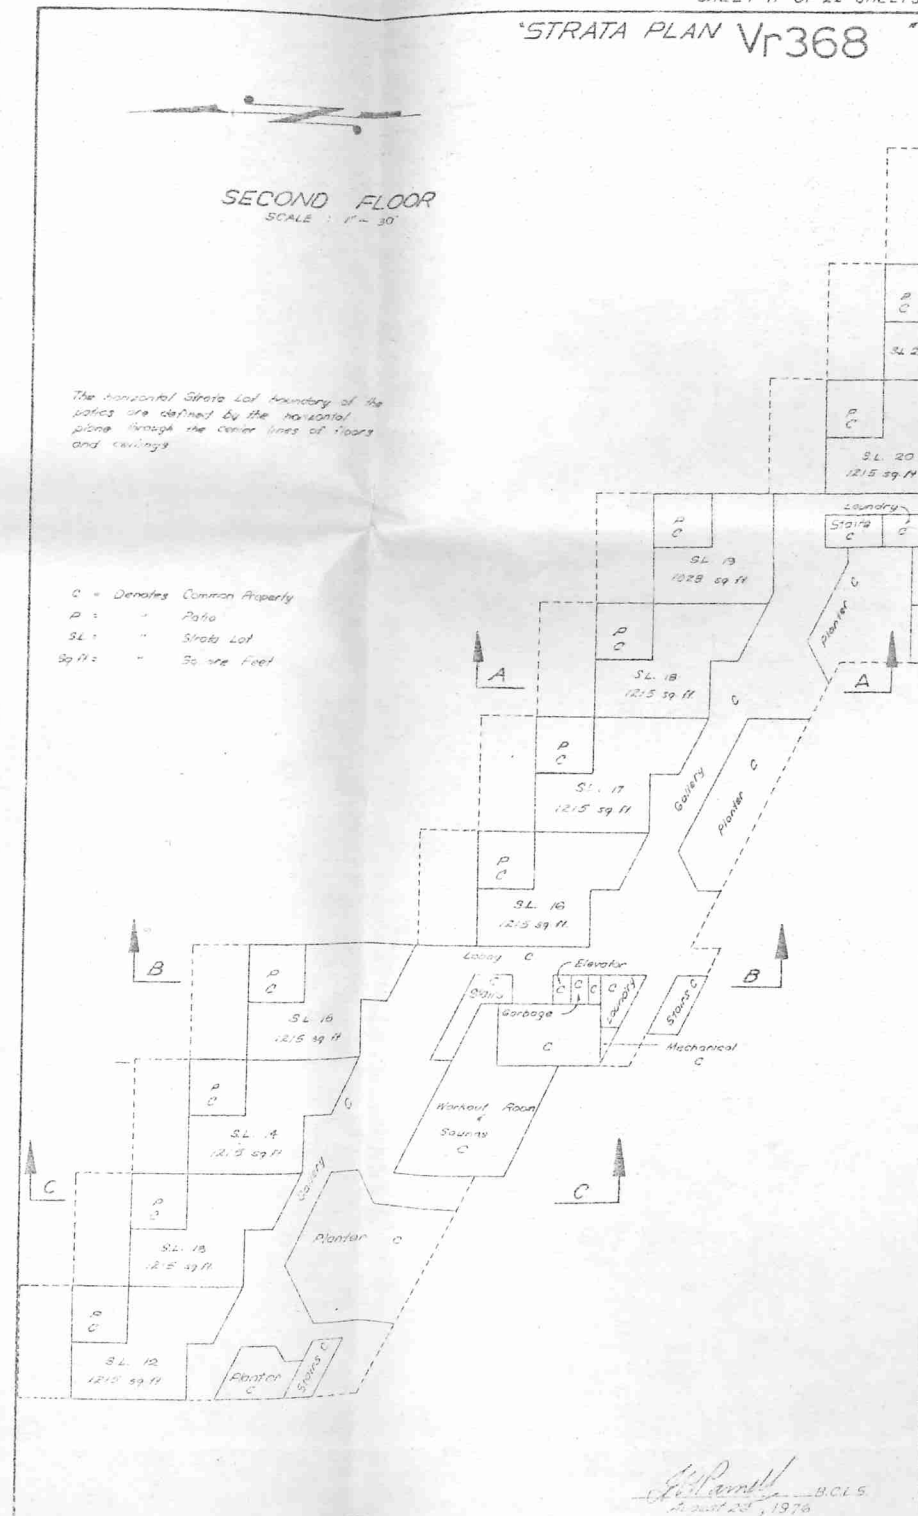 "STRATA PLAN Vr368 "
SECOND FLOOR
SCALE : 1" = 30'
The horizontal Strata Lot boundary of the
patios are defined by the horizontal
plane through the center lines of floors
and ceilings
C = Denotes Common Property
P = " Patio
SL = " Strata Lot
Sq ft = " Square Feet
P
C
P
C
S.L. 20
1215 sq ft
Laundry
Stairs
C
C
P
C
S.L. 19
1028 sq ft
Planter C
P
C
S.L. 18
1215 sq ft
C
A
A
P
C
S.L. 17
1215 sq ft
Gallery
Planter C
P
C
S.L. 16
1215 sq ft
Lobby C
Elevator
C
Stairs
C C C C
Laundry
Garbage
Stairs C
C
Mechanical
C
B
B
P
C
1215 sq ft
P
C
S.L. 14
1215 sq ft
C
Workout Room
&
Sauna
C
C
C
Gallery
P
C
S.L. 13
1215 sq ft
Planter C
P
C
S.L. 12
1215 sq ft
Planter
C
Stairs C
B.C.L.S.
, 1976